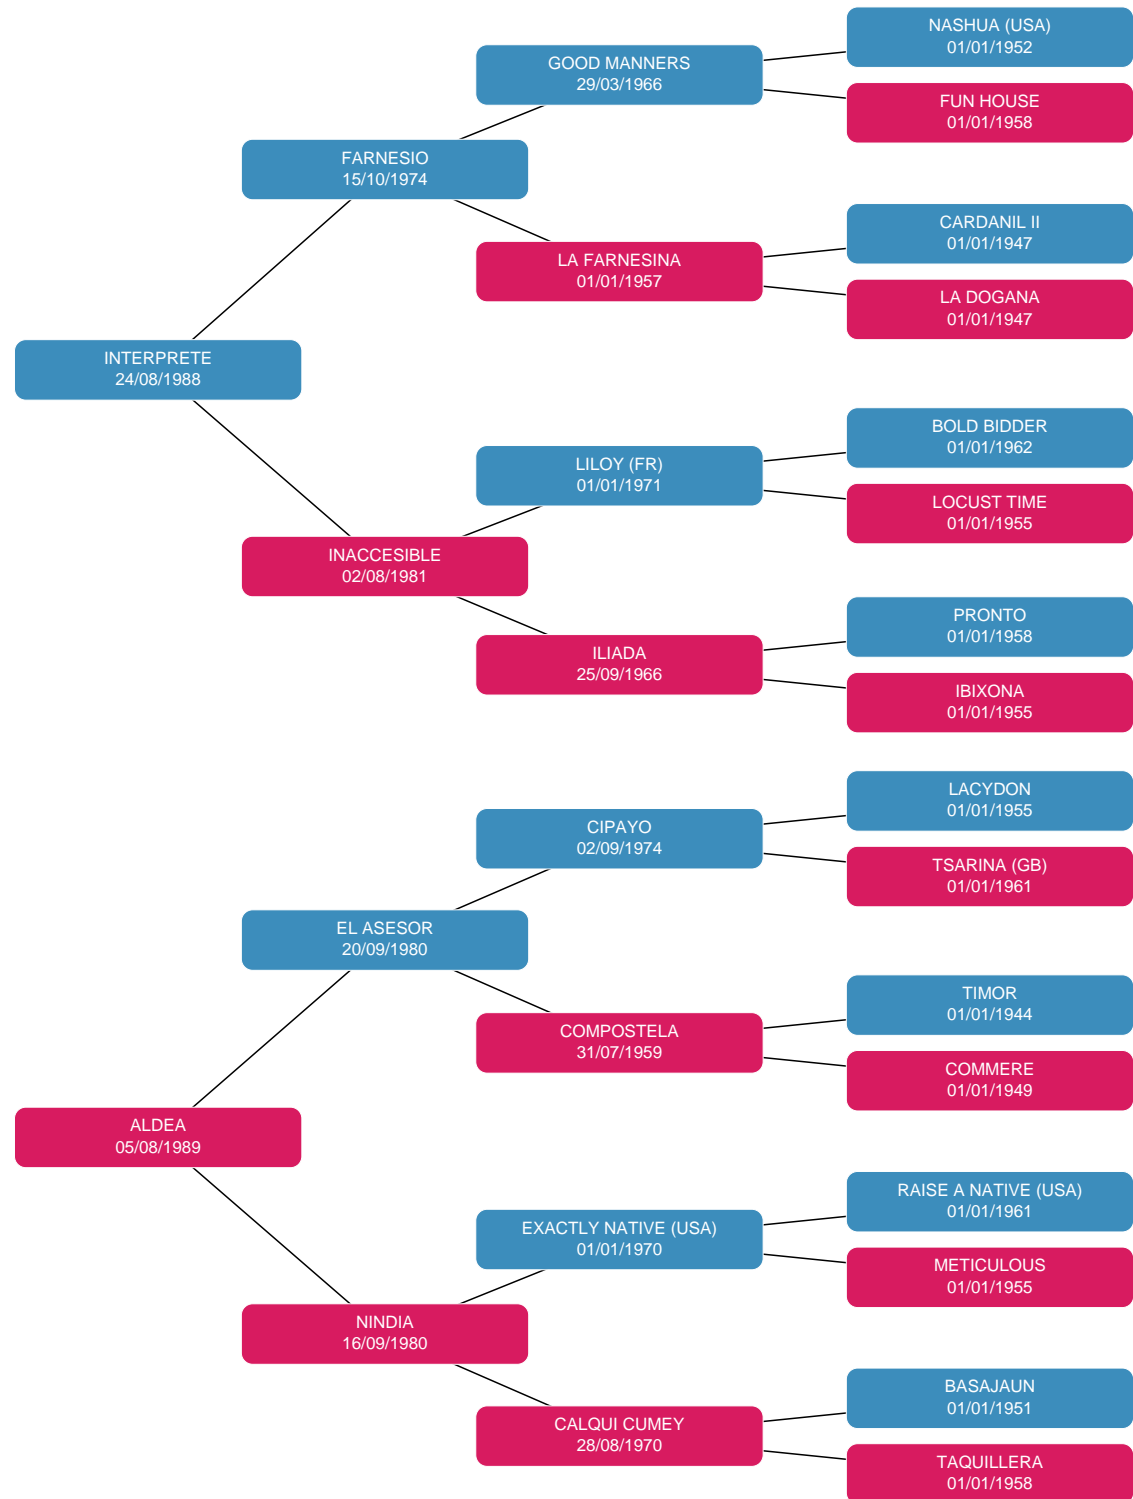 NASHUA (USA)
01/01/1952
GOOD MANNERS
29/03/1966
FUN HOUSE
01/01/1958
FARNESIO
15/10/1974
CARDANIL II
01/01/1947
LA FARNESINA
01/01/1957
LA DOGANA
01/01/1947
INTERPRETE
24/08/1988
BOLD BIDDER
01/01/1962
LILOY (FR)
01/01/1971
LOCUST TIME
01/01/1955
INACCESIBLE
02/08/1981
PRONTO
01/01/1958
ILIADA
25/09/1966
IBIXONA
01/01/1955
LACYDON
01/01/1955
CIPAYO
02/09/1974
TSARINA (GB)
01/01/1961
EL ASESOR
20/09/1980
TIMOR
01/01/1944
COMPOSTELA
31/07/1959
COMMERE
01/01/1949
ALDEA
05/08/1989
RAISE A NATIVE (USA)
01/01/1961
EXACTLY NATIVE (USA)
01/01/1970
METICULOUS
01/01/1955
NINDIA
16/09/1980
BASAJAUN
01/01/1951
CALQUI CUMEY
28/08/1970
TAQUILLERA
01/01/1958